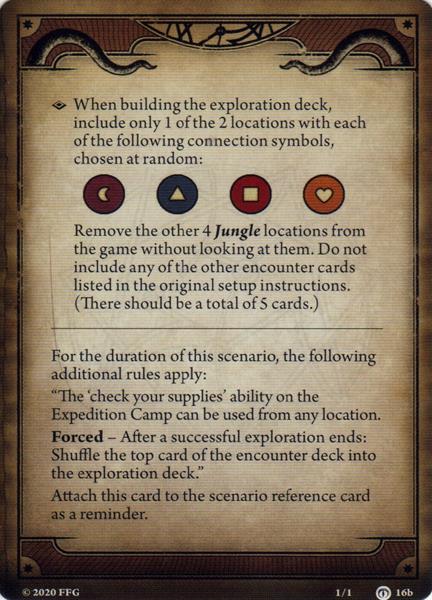 When building the exploration deck,
include only 1 of the 2 locations with each
of the following connection symbols,
chosen at random:
Remove the other 4 Jungle locations from
the game without looking at them. Do not
include any of the other encounter cards
listed in the original setup instructions.
(There should be a total of 5 cards.)
For the duration of this scenario, the following
additional rules apply:
“The ‘check your supplies’ ability on the
Expedition Camp can be used from any location.
Forced – After a successful exploration ends:
Shuffle the top card of the encounter deck into
the exploration deck.”
Attach this card to the scenario reference card
as a reminder.
© 2020 FFG 1/1 16b